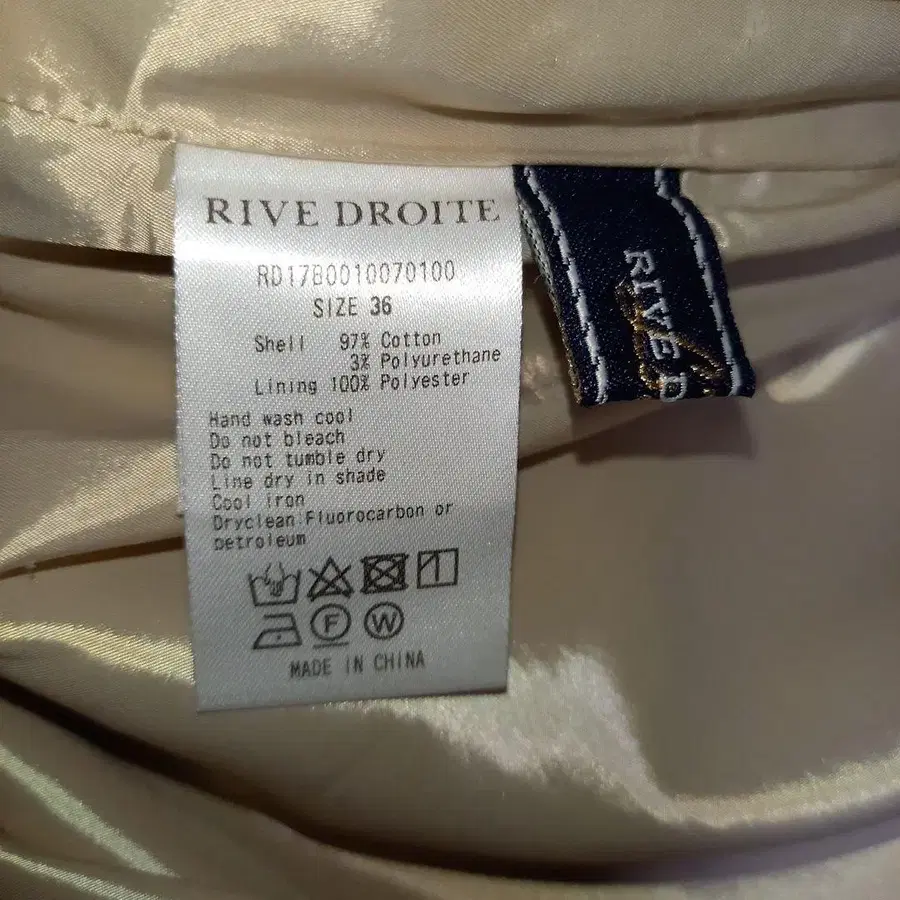 RIVE DROITE
RD17B0010070100
SIZE 36
Shell 97% Cotton
3% Polyurethane
Lining 100% Polyester
Hand wash cool
Do not bleach
Do not tumble dry
Line dry in shade
Cool iron
Dryclean:Fluorocarbon or
petroleum
F W
MADE IN CHINA
RIVE D